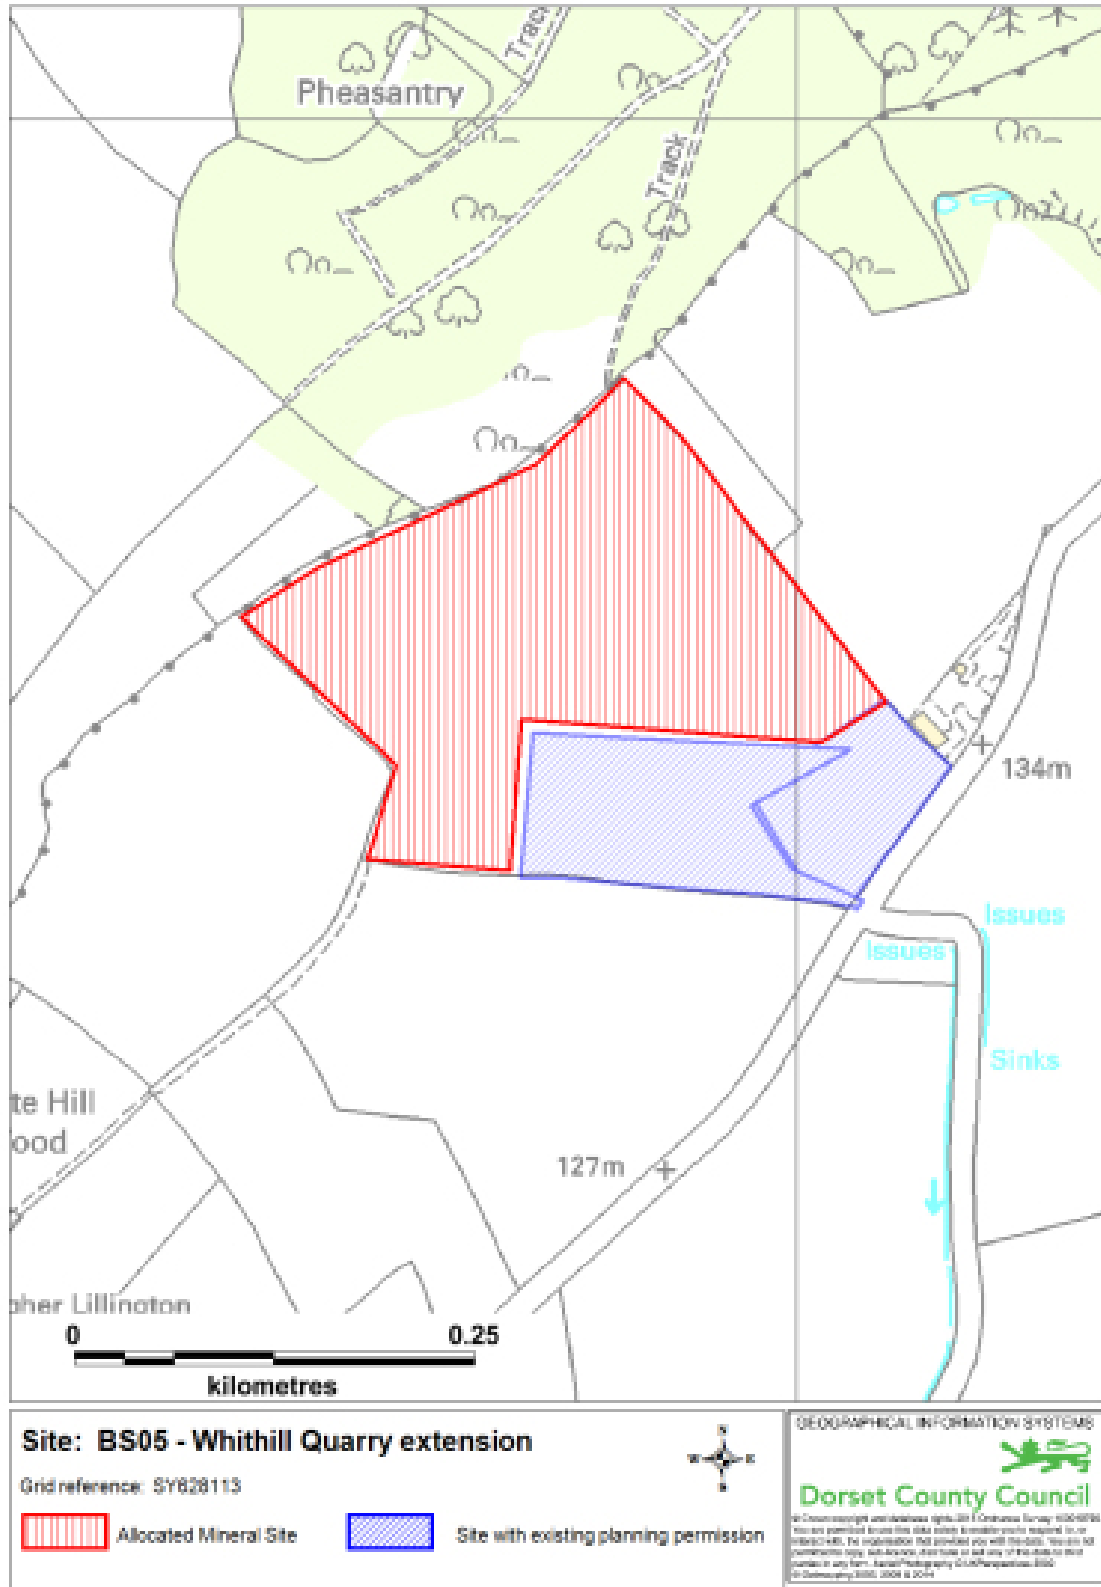 Track
Pheasantry
Track
134m
Issues
Issues
Sinks
te Hill
ood
127m
her Lillington
0 0.25
kilometres
Site: BS05 - Whithill Quarry extension
Grid reference: SY628113
Allocated Mineral Site
Site with existing planning permission
N
W E
S
GEOGRAPHICAL INFORMATION SYSTEMS
Dorset County Council